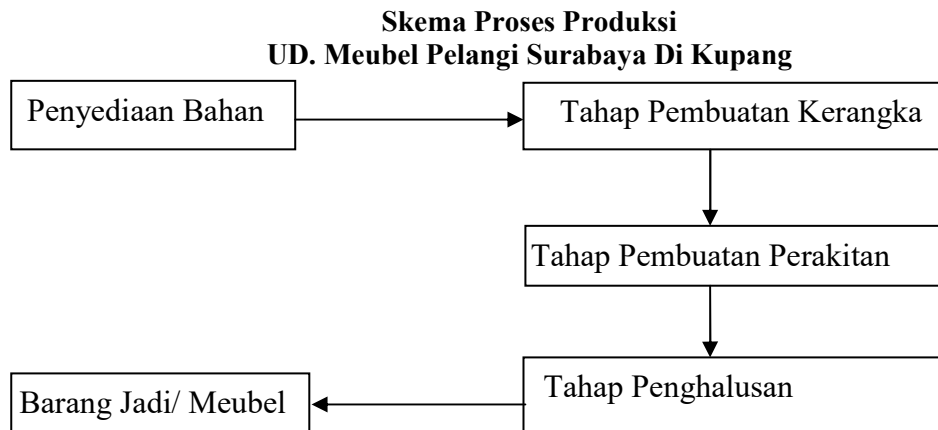 Skema Proses Produksi
UD. Meubel Pelangi Surabaya Di Kupang
Penyediaan Bahan
Tahap Pembuatan Kerangka
Tahap Pembuatan Perakitan
Tahap Penghalusan
Barang Jadi/ Meubel